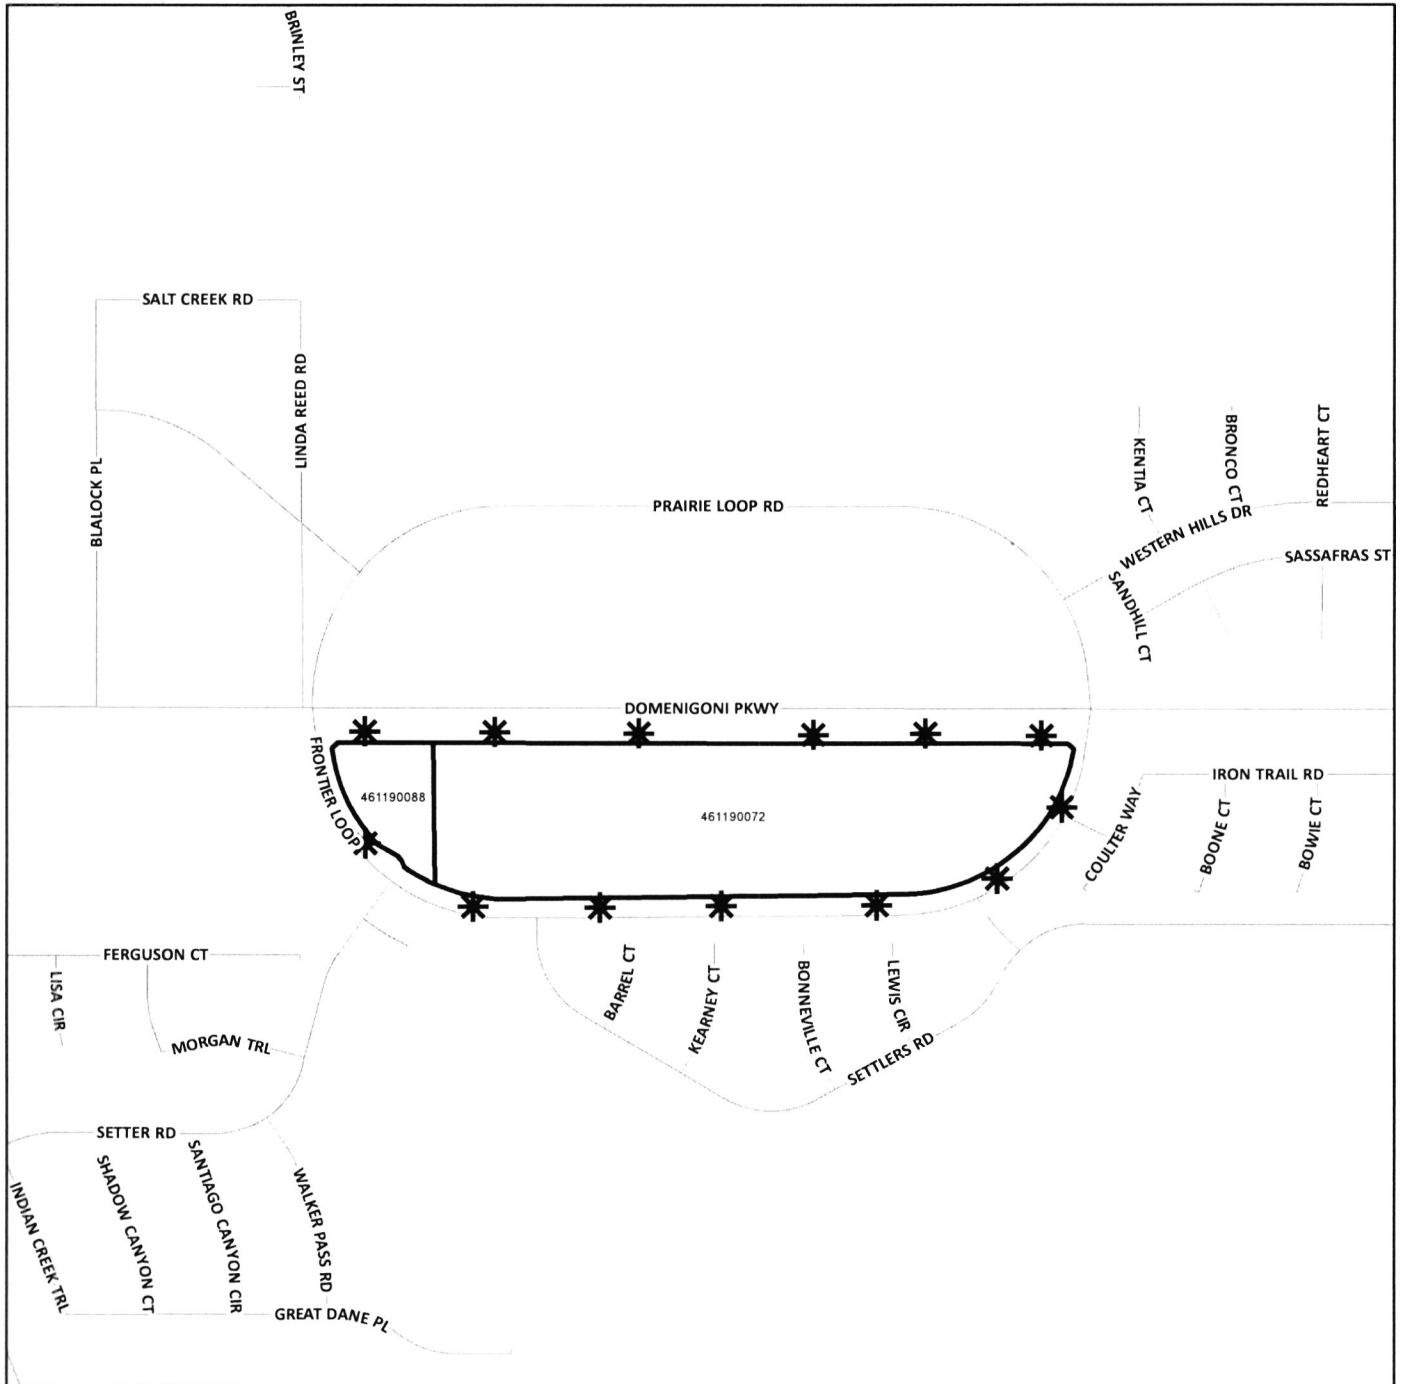 BRINLEY ST
SALT CREEK RD
LINDA REED RD
BLALOCK PL
PRAIRIE LOOP RD
KENTIA CT
BRONCO CT
REDHEART CT
WESTERN HILLS DR
SASSAFRAS ST
SANDHILL CT
DOMENIGONI PKWY
FRONTIER LOOP
461190088
461190072
IRON TRAIL RD
COULTER WAY
BOONE CT
BOWIE CT
FERGUSON CT
LISA CIR
MORGAN TRL
BARREL CT
KEARNEY CT
BONNEVILLE CT
LEWIS CIR
SETTLERS RD
SETTER RD
INDIAN CREEK TRL
SHADOW CANYON CT
SANTIAGO CANYON CIR
WALKER PASS RD
GREAT DANE PL